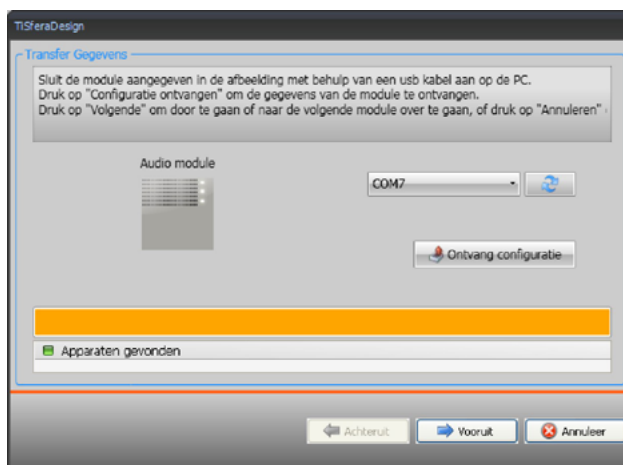 TiSferaDesign
Transfer Gegevens
Sluit de module aangegeven in de afbeelding met behulp van een usb kabel aan op de PC.
Druk op "Configuratie ontvangen" om de gegevens van de module te ontvangen.
Druk op "Volgende" om door te gaan of naar de volgende module over te gaan, of druk op "Annuleren"
Audio module
COM7
Ontvang configuratie
Apparaten gevonden
Achteruit
Vooruit
Annuleer